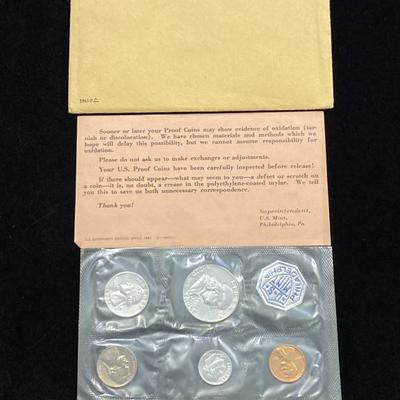 1961 P.C.
Sooner or later your Proof Coins may show evidence of oxidation (tar-
nish or discoloration). We have chosen materials and methods which we
hope will delay this possibility, but we cannot assume responsibility for
oxidation.
Please do not ask us to make exchanges or adjustments.
Your U.S. Proof Coins have been carefully inspected before release!
If there should appear—what may seem to you—a defect or scratch on
a coin—it is, no doubt, a crease in the polyethylene-coated mylar. We tell
you this to save us both unnecessary correspondence.
Thank you!
Superintendent,
U.S. Mint,
Philadelphia, Pa.
PHILADELPHIA
U.S.
MINT